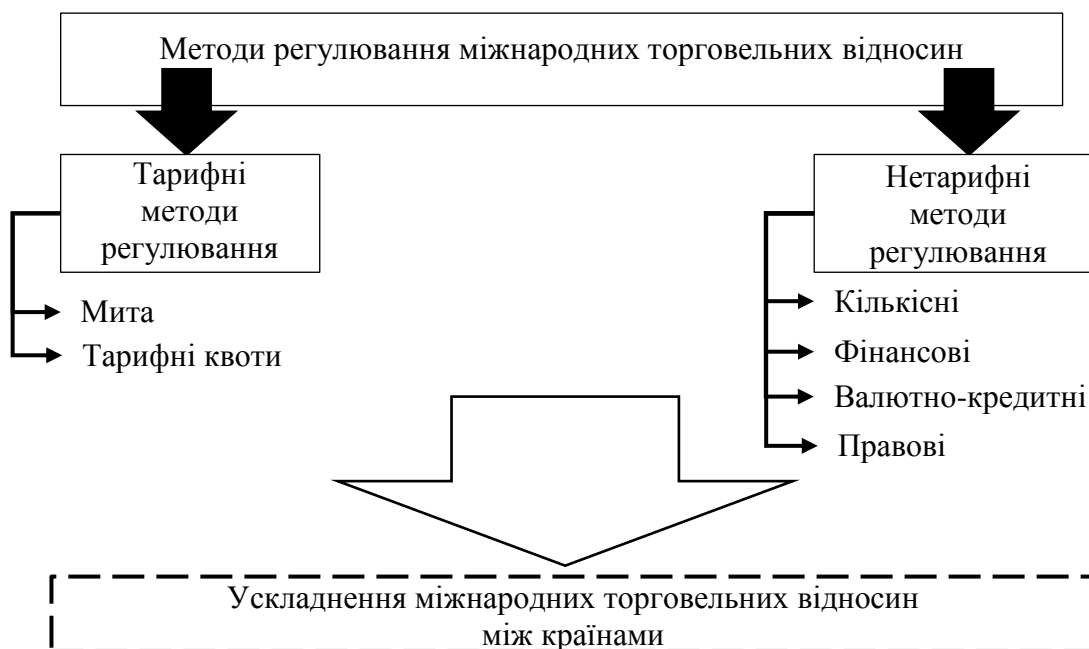 Методи регулювання міжнародних торговельних відносин
Тарифні
методи
регулювання
Мита
Тарифні квоти
Нетарифні
методи
регулювання
Кількісні
Фінансові
Валютно-кредитні
Правові
Ускладнення міжнародних торговельних відносин
між країнами